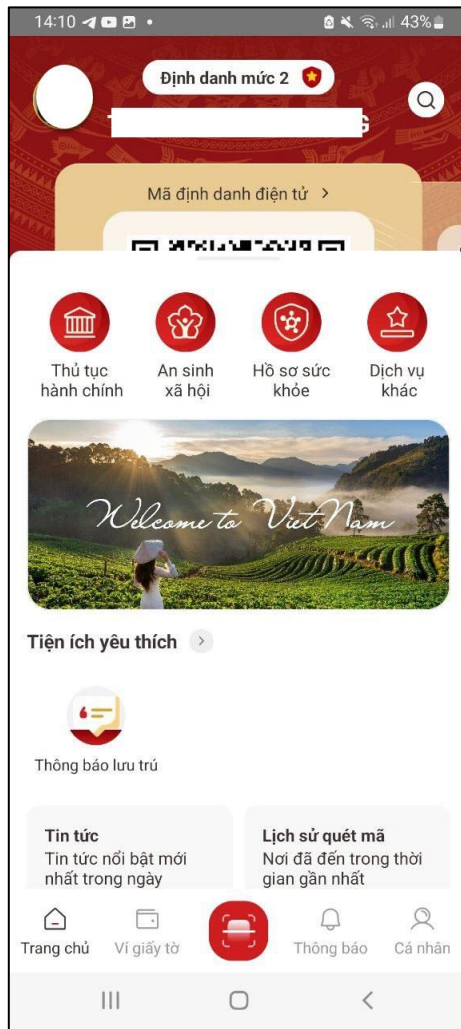 14:10
43%
Định danh mức 2
Mã định danh điện tử
Thủ tục
hành chính
An sinh
xã hội
Hồ sơ sức
khỏe
Dịch vụ
khác
Welcome to VietNam
Tiện ích yêu thích
Thông báo lưu trú
Tin tức
Tin tức nổi bật mới
nhất trong ngày
Lịch sử quét mã
Nơi đã đến trong thời
gian gần nhất
Trang chủ
Ví giấy tờ
Thông báo
Cá nhân